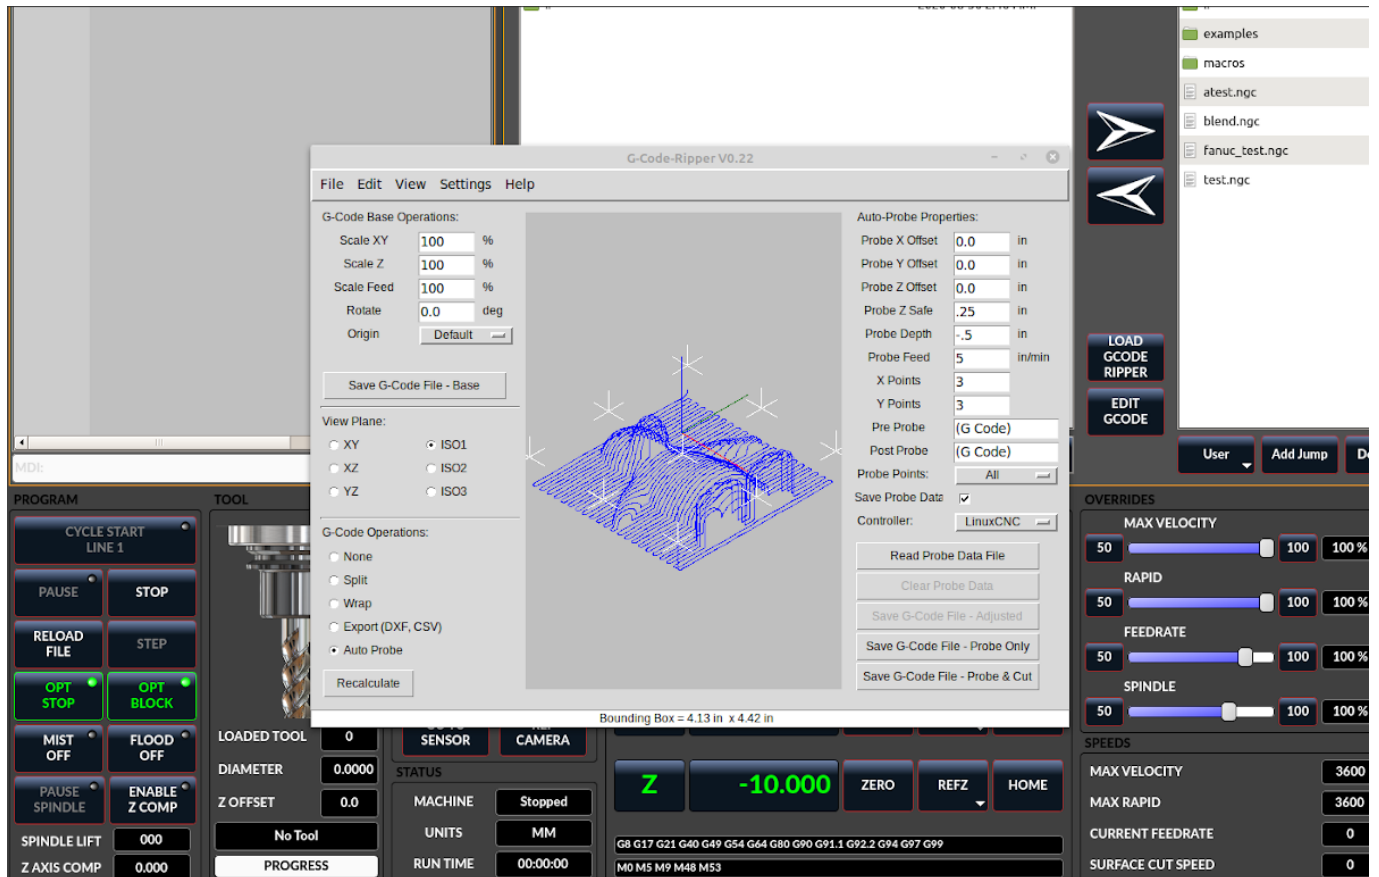 examples
macros
atest.ngc
blend.ngc
fanuc_test.ngc
test.ngc
G-Code-Ripper V0.22
File Edit View Settings Help
G-Code Base Operations:
Scale XY 100 %
Scale Z 100 %
Scale Feed 100 %
Rotate 0.0 deg
Origin Default
Save G-Code File - Base
View Plane:
XY ISO1
XZ ISO2
YZ ISO3
G-Code Operations:
None
Split
Wrap
Export (DXF, CSV)
Auto Probe
Recalculate
Auto-Probe Properties:
Probe X Offset 0.0 in
Probe Y Offset 0.0 in
Probe Z Offset 0.0 in
Probe Z Safe .25 in
Probe Depth -.5 in
Probe Feed 5 in/min
X Points 3
Y Points 3
Pre Probe (G Code)
Post Probe (G Code)
Probe Points: All
Save Probe Data
Controller: LinuxCNC
Read Probe Data File
Clear Probe Data
Save G-Code File - Adjusted
Save G-Code File - Probe Only
Save G-Code File - Probe & Cut
Bounding Box = 4.13 in x 4.42 in
LOAD
GCODE
RIPPER
EDIT
GCODE
User Add Jump
MDI:
PROGRAM
CYCLE START
LINE 1
PAUSE STOP
RELOAD
FILE
STEP
OPT
STOP
OPT
BLOCK
MIST
OFF
FLOOD
OFF
PAUSE
SPINDLE
ENABLE
Z COMP
SPINDLE LIFT 000
Z AXIS COMP 0.000
TOOL
LOADED TOOL 0
DIAMETER 0.0000
Z OFFSET 0.0
No Tool
PROGRESS
SENSOR
CAMERA
STATUS
MACHINE Stopped
UNITS MM
RUN TIME 00:00:00
Z -10.000 ZERO REFZ HOME
G8 G17 G21 G40 G49 G54 G64 G80 G90 G91.1 G92.2 G94 G97 G99
M0 M5 M9 M48 M53
OVERRIDES
MAX VELOCITY
50 100 100 %
RAPID
50 100 100 %
FEEDRATE
50 100 100 %
SPINDLE
50 100 100 %
SPEEDS
MAX VELOCITY 3600
MAX RAPID 3600
CURRENT FEEDRATE 0
SURFACE CUT SPEED 0